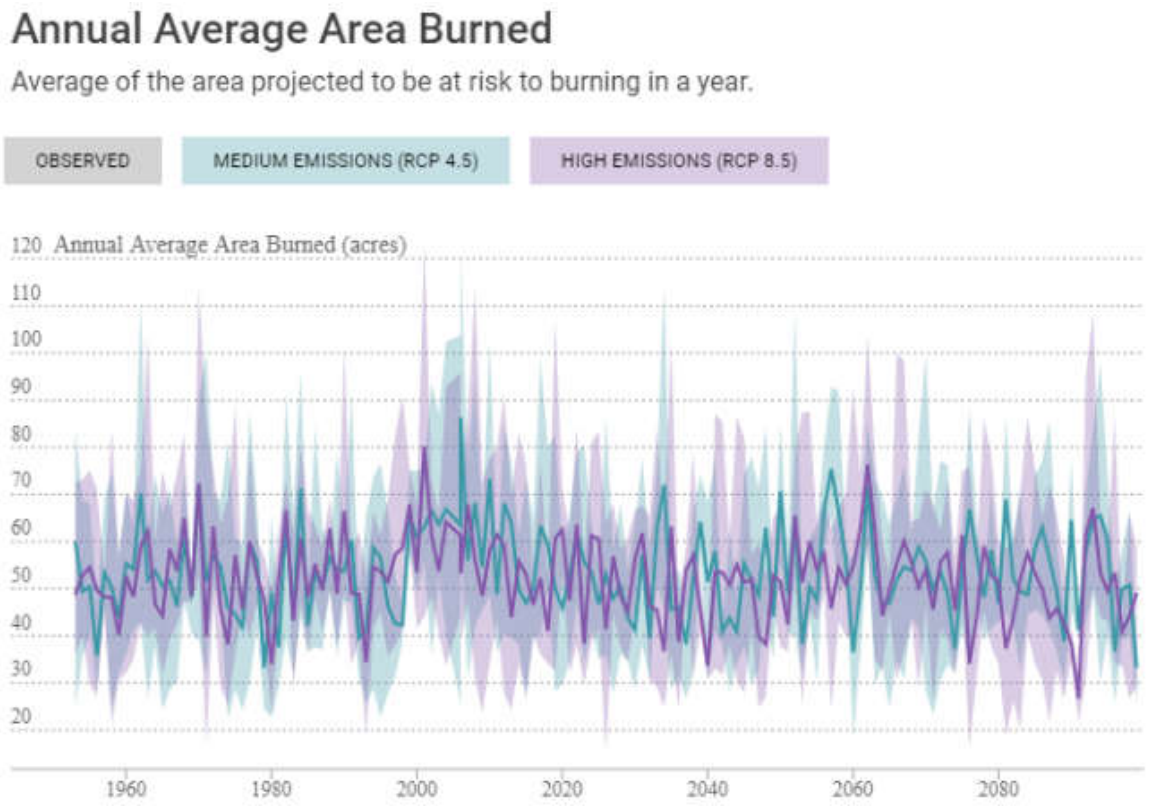 Annual Average Area Burned
Average of the area projected to be at risk to burning in a year.
OBSERVED MEDIUM EMISSIONS (RCP 4.5) HIGH EMISSIONS (RCP 8.5)
120 Annual Average Area Burned (acres)
110
100
90
80
70
60
50
40
30
20
1960 1980 2000 2020 2040 2060 2080